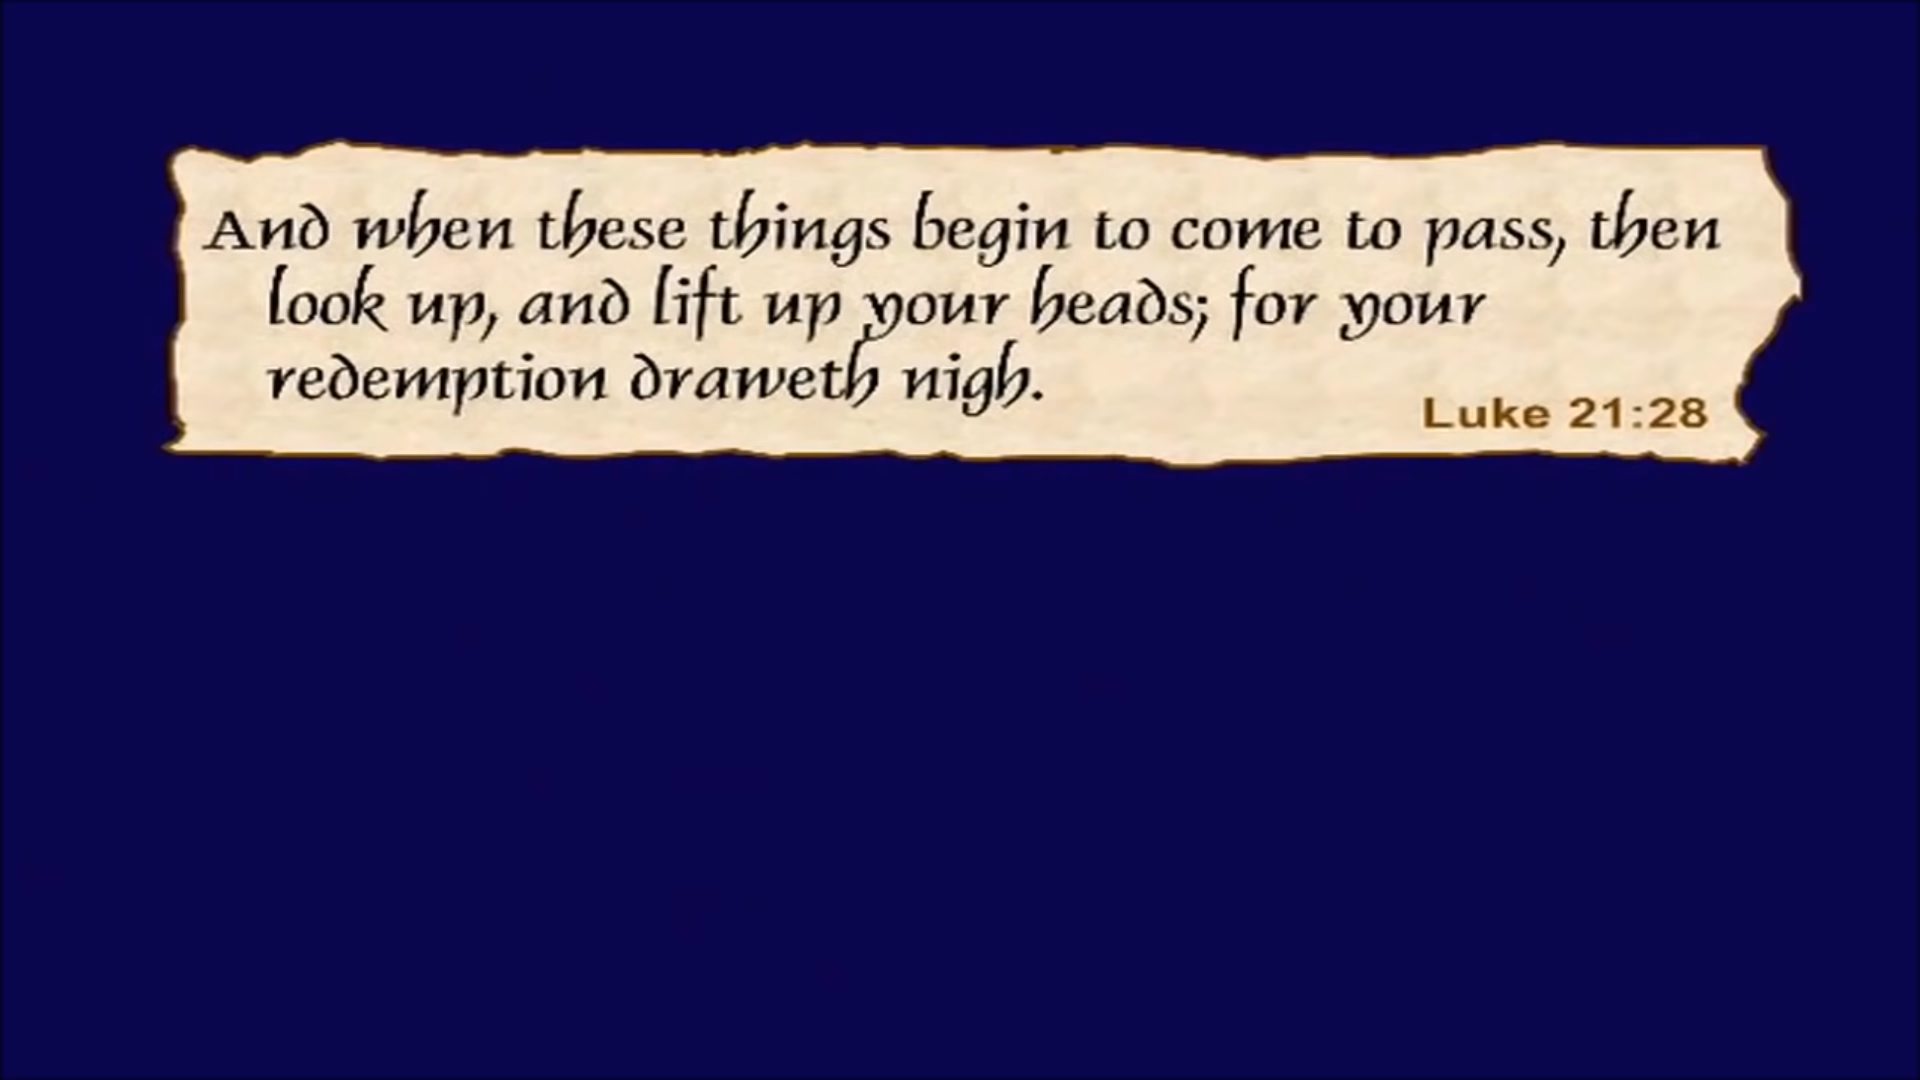 And when these things begin to come to pass, then
look up, and lift up your heads; for your
redemption draweth nigh.
Luke 21:28